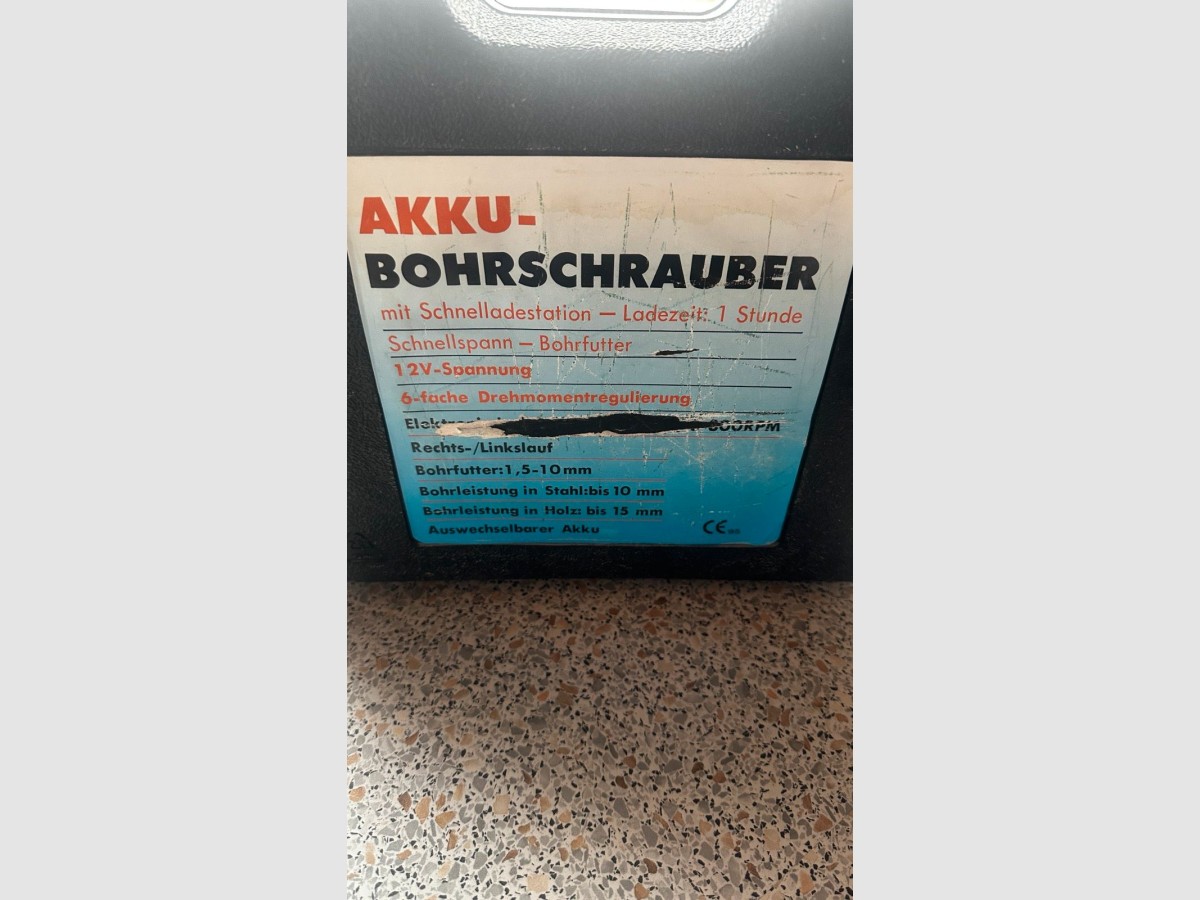 AKKU-
BOHRSCHRAUBER
mit Schnelladestation – Ladezeit: 1 Stunde
Schnellspann – Bohrfutter
12V-Spannung
6-fache Drehmomentregulierung
800RPM
Rechts-/Linkslauf
Bohrfutter:1,5-10mm
Bohrleistung in Stahl:bis 10 mm
Bohrleistung in Holz: bis 15 mm
Auswechselbarer Akku
CE